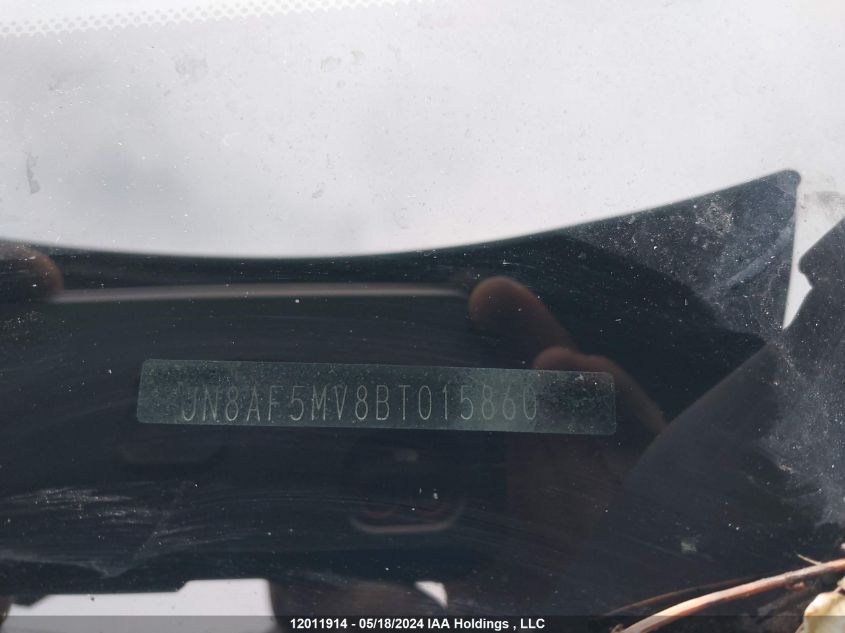 JN8AF5MV8BT015860
12011914 - 05/18/2024 IAA Holdings , LLC